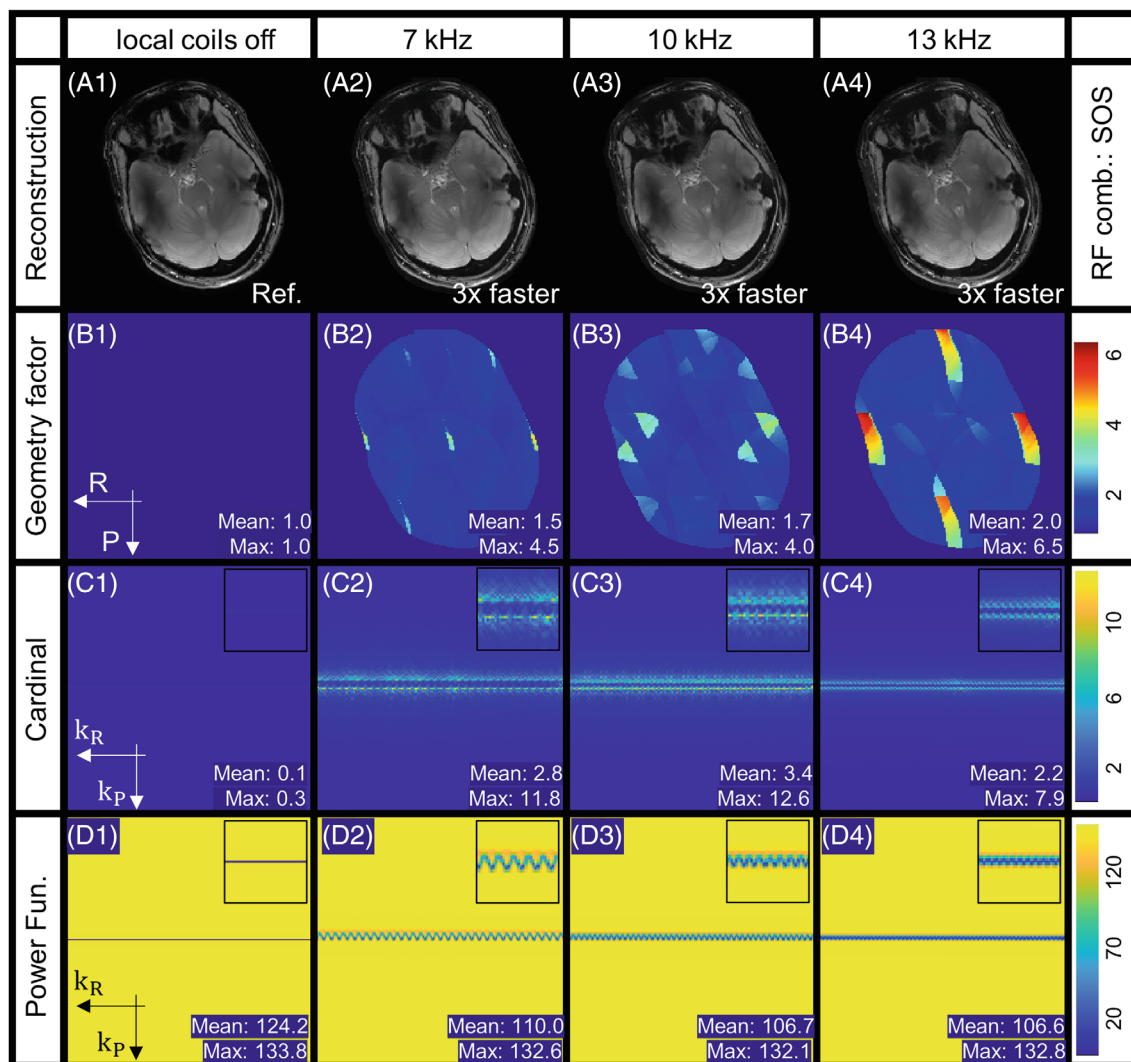 local coils off
7 kHz
10 kHz
13 kHz
Reconstruction
(A1)
Ref.
(A2)
3x faster
(A3)
3x faster
(A4)
3x faster
RF comb.: SOS
Geometry factor
(B1)
R
P
Mean: 1.0
Max: 1.0
(B2)
Mean: 1.5
Max: 4.5
(B3)
Mean: 1.7
Max: 4.0
(B4)
Mean: 2.0
Max: 6.5
6
4
2
Cardinal
(C1)
k_R
k_P
Mean: 0.1
Max: 0.3
(C2)
Mean: 2.8
Max: 11.8
(C3)
Mean: 3.4
Max: 12.6
(C4)
Mean: 2.2
Max: 7.9
10
6
2
Power Fun.
(D1)
k_R
k_P
Mean: 124.2
Max: 133.8
(D2)
Mean: 110.0
Max: 132.6
(D3)
Mean: 106.7
Max: 132.1
(D4)
Mean: 106.6
Max: 132.8
120
70
20